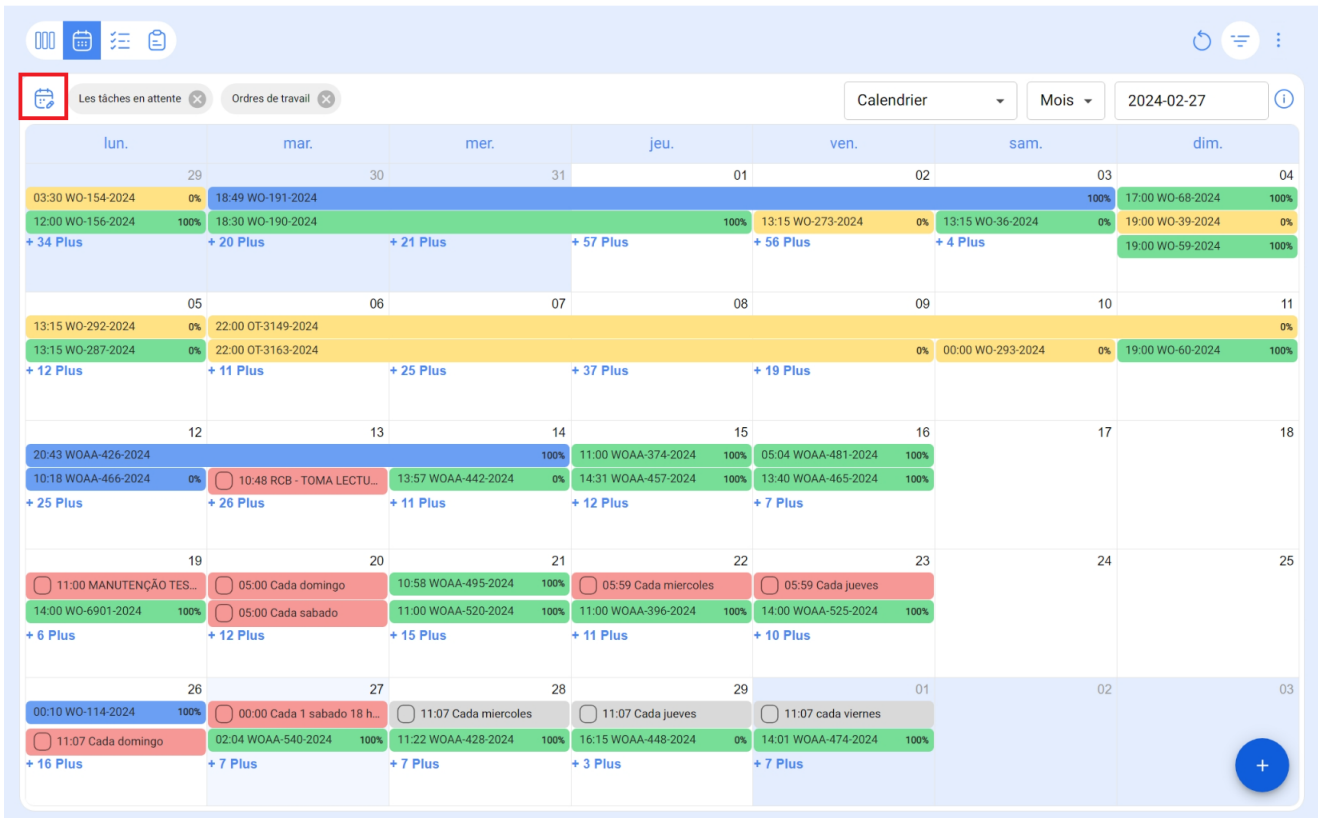 Les tâches en attente Ordres de travail Calendrier Mois 2024-02-27
lun. mar. mer. jeu. ven. sam. dim.
29 30 31 01 02 03 04
03:30 WO-154-2024 0% 18:49 WO-191-2024 100% 17:00 WO-68-2024 100%
12:00 WO-156-2024 100% 18:30 WO-190-2024 100% 13:15 WO-273-2024 0% 13:15 WO-36-2024 0% 19:00 WO-39-2024 0%
+ 34 Plus + 20 Plus + 21 Plus + 57 Plus + 56 Plus + 4 Plus 19:00 WO-59-2024 100%
05 06 07 08 09 10 11
13:15 WO-292-2024 0% 22:00 OT-3149-2024 0%
13:15 WO-287-2024 0% 22:00 OT-3163-2024 0% 00:00 WO-293-2024 0% 19:00 WO-60-2024 100%
+ 12 Plus + 11 Plus + 25 Plus + 37 Plus + 19 Plus
12 13 14 15 16 17 18
20:43 WOAA-426-2024 100% 11:00 WOAA-374-2024 100% 05:04 WOAA-481-2024 100%
10:18 WOAA-466-2024 0% 10:48 RCB - TOMA LECTU... 13:57 WOAA-442-2024 0% 14:31 WOAA-457-2024 100% 13:40 WOAA-465-2024 100%
+ 25 Plus + 26 Plus + 11 Plus + 12 Plus + 7 Plus
19 20 21 22 23 24 25
11:00 MANUTENÇÃO TES... 05:00 Cada domingo 10:58 WOAA-495-2024 100% 05:59 Cada miercoles 05:59 Cada jueves
14:00 WO-6901-2024 100% 05:00 Cada sabado 11:00 WOAA-520-2024 100% 11:00 WOAA-396-2024 100% 14:00 WOAA-525-2024 100%
+ 6 Plus + 12 Plus + 15 Plus + 11 Plus + 10 Plus
26 27 28 29 01 02 03
00:10 WO-114-2024 100% 00:00 Cada 1 sabado 18 h... 11:07 Cada miercoles 11:07 Cada jueves 11:07 cada viernes
11:07 Cada domingo 02:04 WOAA-540-2024 100% 11:22 WOAA-428-2024 100% 16:15 WOAA-448-2024 0% 14:01 WOAA-474-2024 100%
+ 16 Plus + 7 Plus + 7 Plus + 3 Plus + 7 Plus